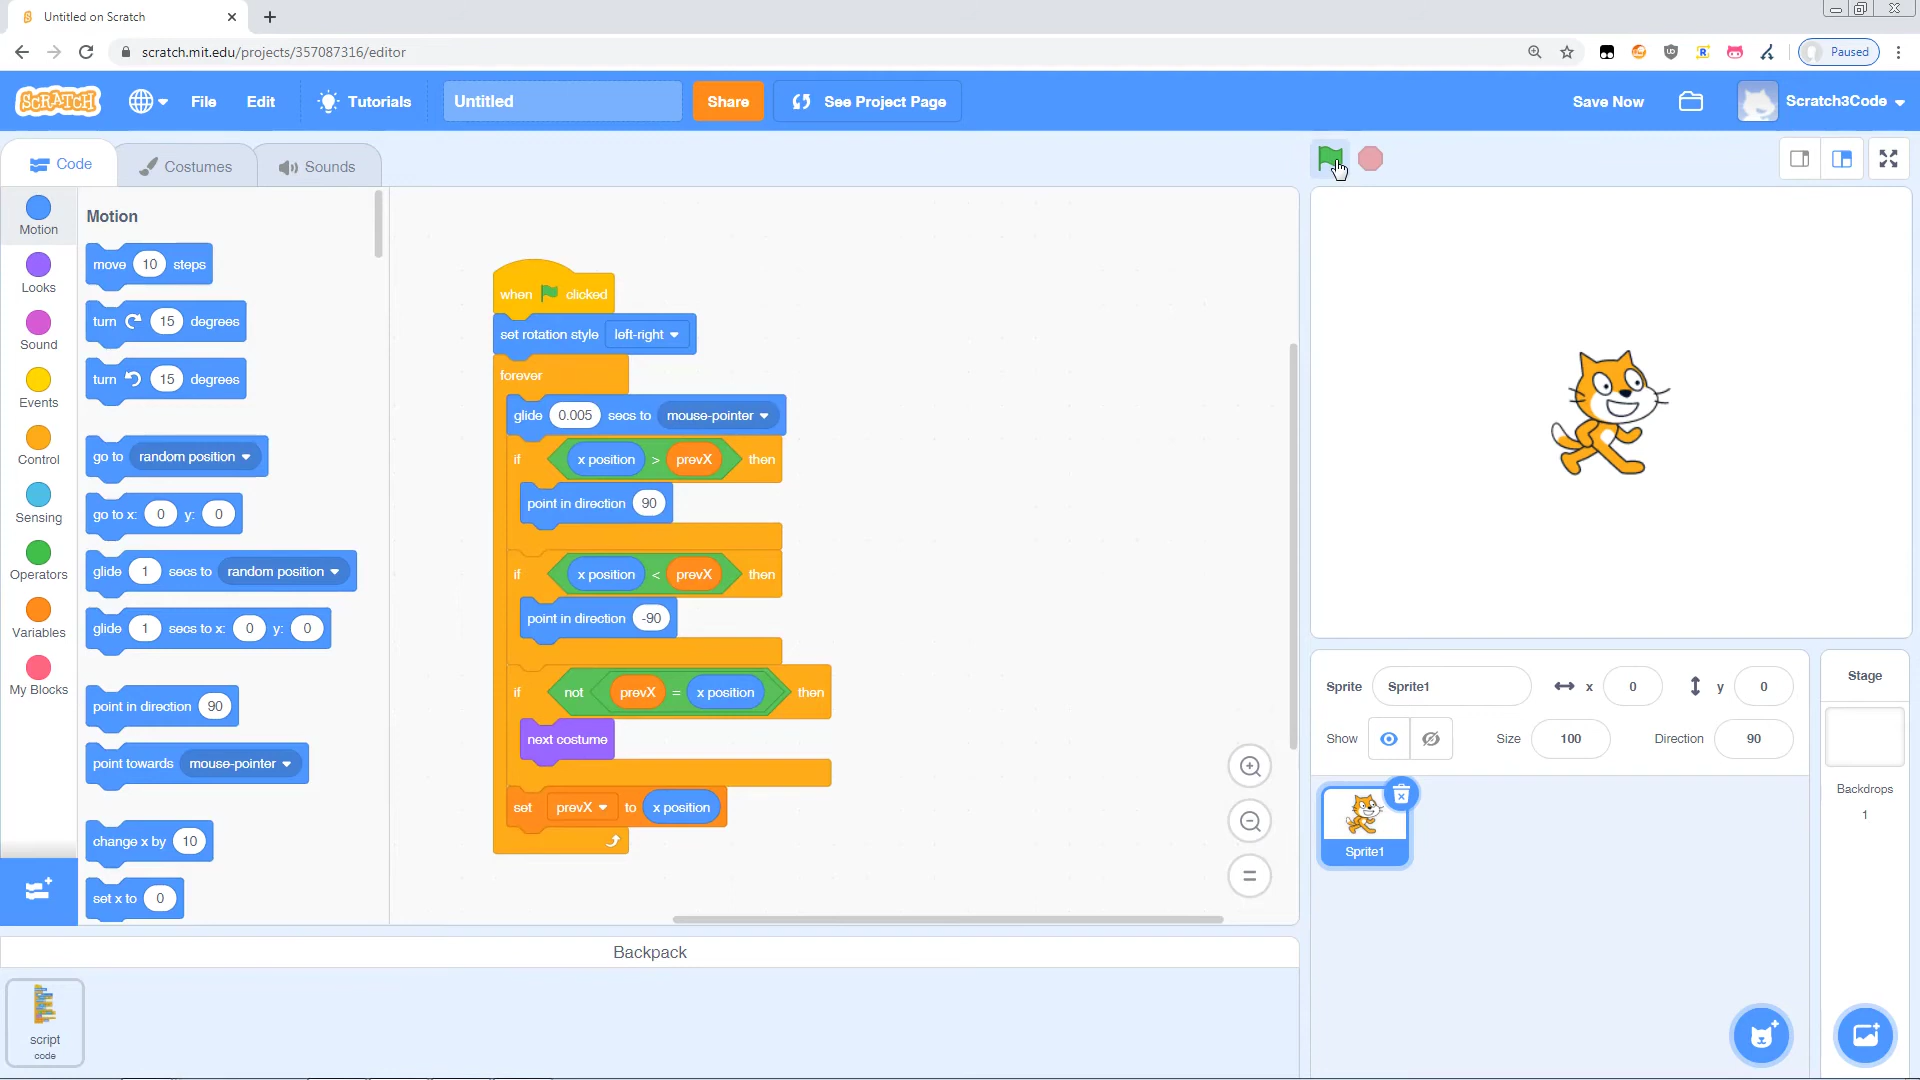 Untitled on Scratch
scratch.mit.edu/projects/357087316/editor
Paused
SCRATCH
File
Edit
Tutorials
Untitled
Share
See Project Page
Save Now
Scratch3Code
Code
Costumes
Sounds
Motion
Looks
Sound
Events
Control
Sensing
Operators
Variables
My Blocks
Motion
move 10 steps
turn 15 degrees
turn 15 degrees
go to random position
go to x: 0 y: 0
glide 1 secs to random position
glide 1 secs to x: 0 y: 0
point in direction 90
point towards mouse-pointer
change x by 10
set x to 0
when clicked
set rotation style left-right
forever
glide 0.005 secs to mouse-pointer
if x position > prevX then
point in direction 90
if x position < prevX then
point in direction -90
if not prevX = x position then
next costume
set prevX to x position
Sprite Sprite1 x 0 y 0
Show Size 100 Direction 90
Sprite1
Stage
Backdrops
1
Backpack
script
code